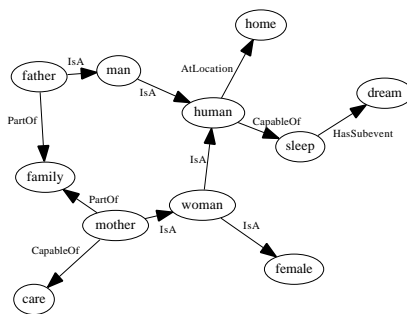 home
father
IsA
man
AtLocation
IsA
dream
human
CapableOf
PartOf
HasSubevent
sleep
IsA
family
PartOf
woman
mother
IsA
IsA
CapableOf
female
care